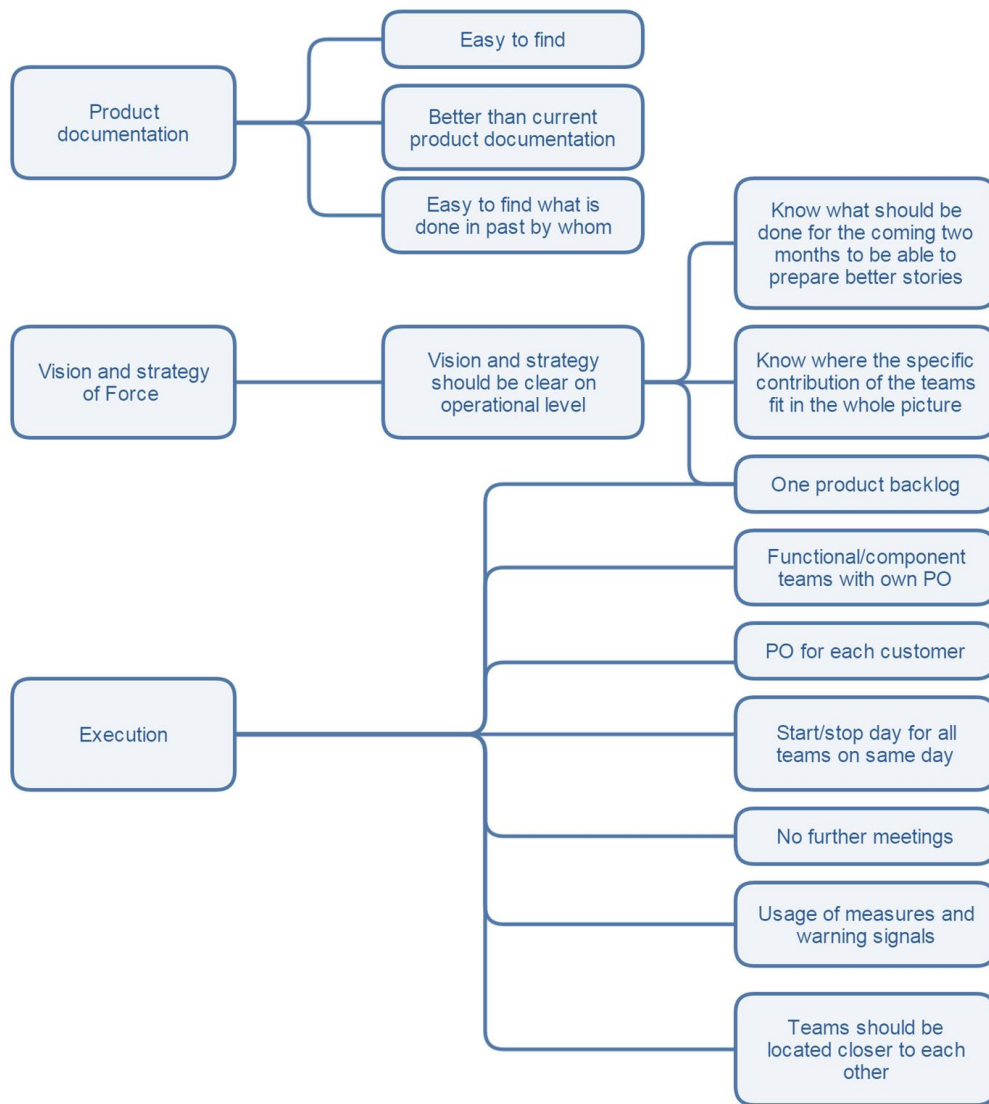 Product
documentation
Easy to find
Better than current
product documentation
Easy to find what is
done in past by whom
Vision and strategy
of Force
Vision and strategy
should be clear on
operational level
Know what should be
done for the coming two
months to be able to
prepare better stories
Know where the specific
contribution of the teams
fit in the whole picture
One product backlog
Execution
Functional/component
teams with own PO
PO for each customer
Start/stop day for all
teams on same day
No further meetings
Usage of measures and
warning signals
Teams should be
located closer to each
other